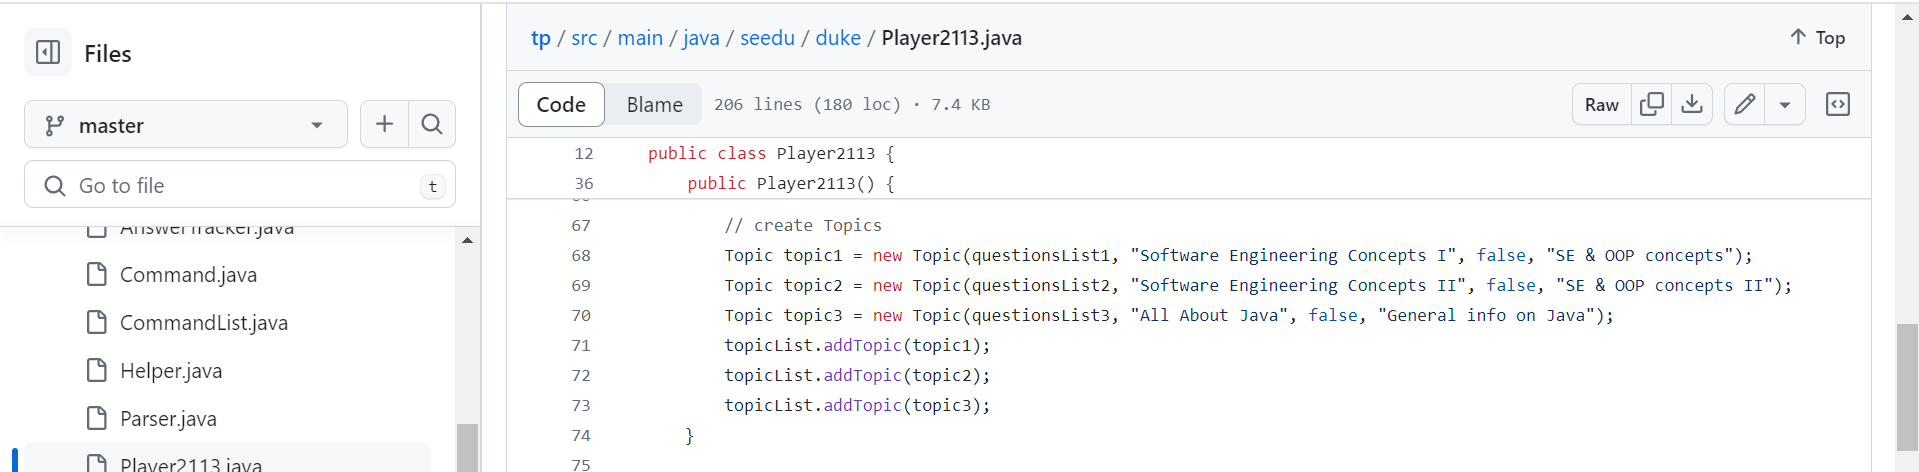 Files
master
Go to file
t
AnswerTracker.java
Command.java
CommandList.java
Helper.java
Parser.java
Player2113.java
tp / src / main / java / seedu / duke / Player2113.java
Top
Code Blame 206 lines (180 loc) · 7.4 KB
Raw
12 public class Player2113 {
36 public Player2113() {
67 // create Topics
68 Topic topic1 = new Topic(questionsList1, "Software Engineering Concepts I", false, "SE & OOP concepts");
69 Topic topic2 = new Topic(questionsList2, "Software Engineering Concepts II", false, "SE & OOP concepts II");
70 Topic topic3 = new Topic(questionsList3, "All About Java", false, "General info on Java");
71 topicList.addTopic(topic1);
72 topicList.addTopic(topic2);
73 topicList.addTopic(topic3);
74 }
75